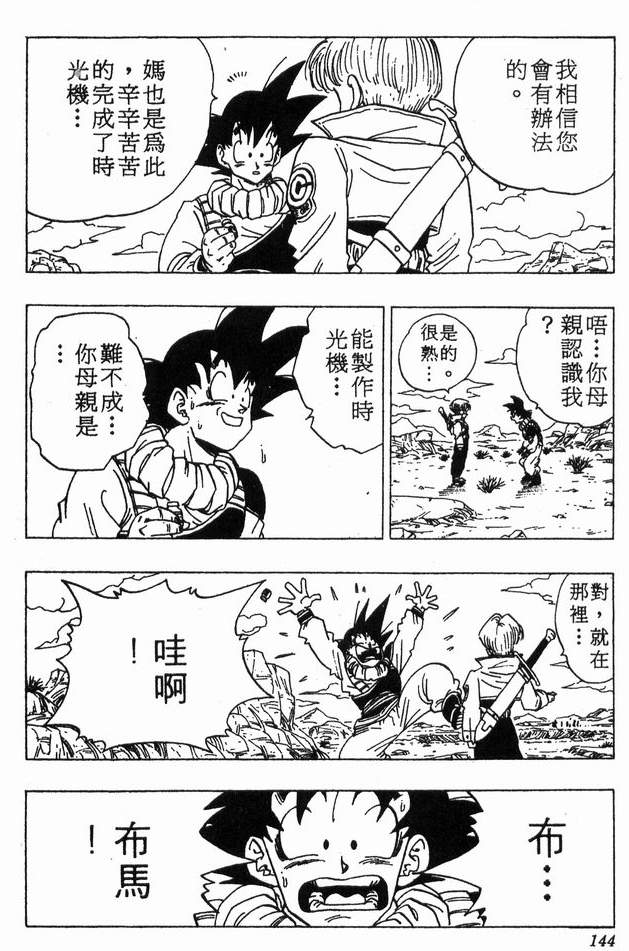 我相信您
會有辦法
的。
媽也是為此
，辛辛苦苦
的完成了時
光機…
唔…你母
親認識我
？
是的。
很熟…
能製作時
光機…
難不成…
你母親是
…
對，就在
那裡…
哇啊
！
布…
布馬
！
144